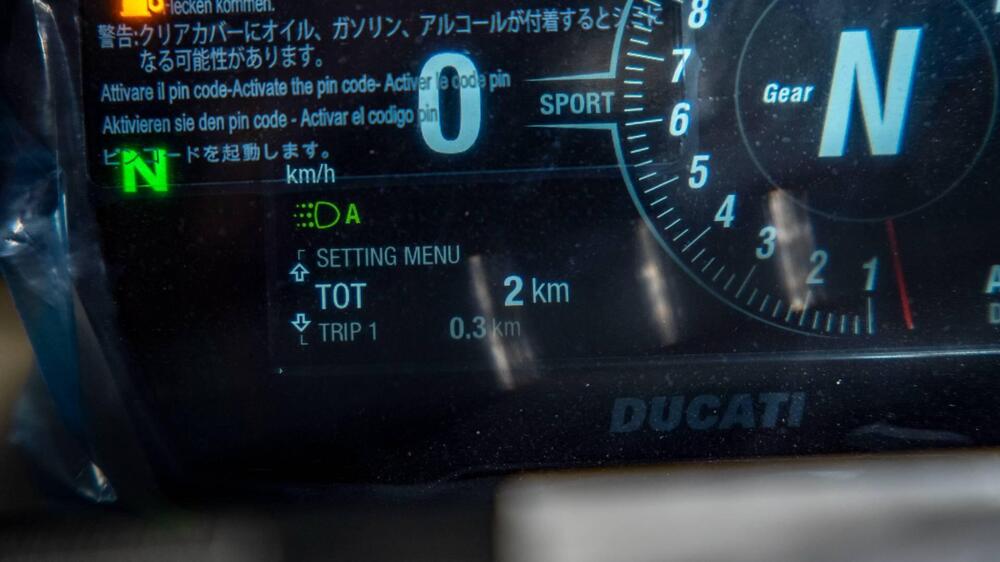 lecken kommen.
警告:クリアカバーにオイル、ガソリン、アルコールが付着すると
なる可能性があります。
Attivare il pin code-Activate the pin code- Activer le code pin
Aktivieren sie den pin code - Activar el codigo pin
コードを起動します。
0
km/h
N
A
SPORT
8
7
6
5
4
3
2
1
Gear
N
SETTING MENU
TOT 2 km
TRIP 1 0.3 km
DUCATI